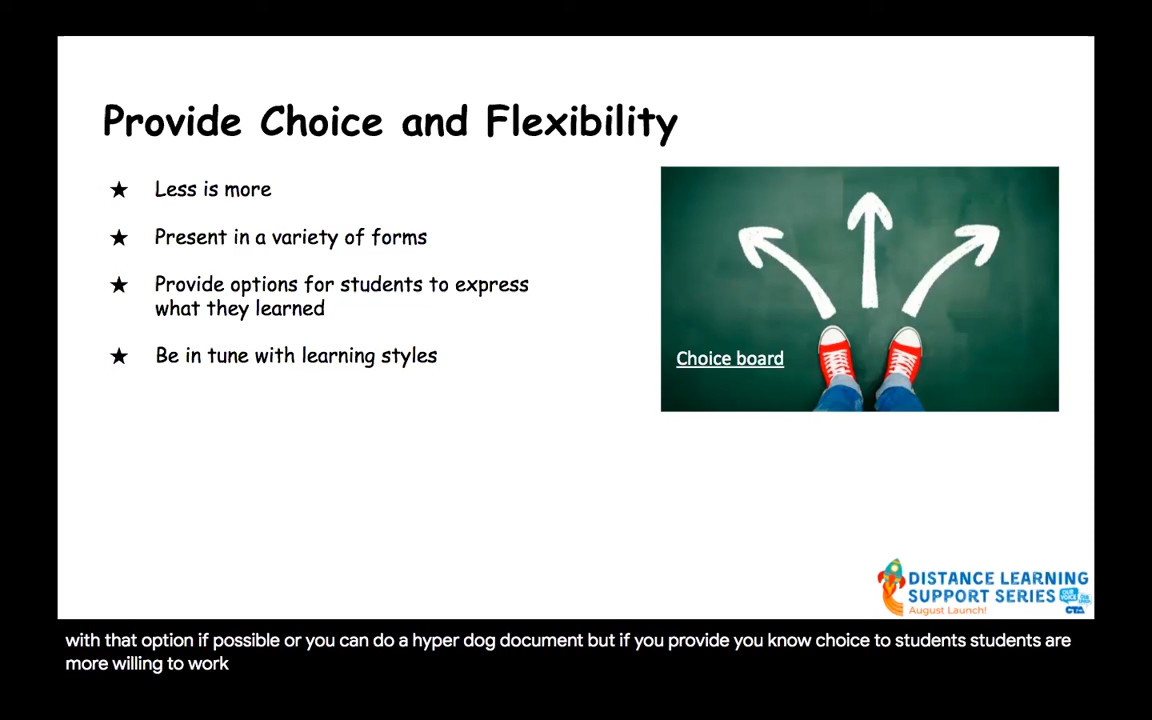 Provide Choice and Flexibility
★ Less is more
★ Present in a variety of forms
★ Provide options for students to express
what they learned
★ Be in tune with learning styles
Choice board
DISTANCE LEARNING
SUPPORT SERIES
August Launch!
CTA
with that option if possible or you can do a hyper dog document but if you provide you know choice to students students are
more willing to work